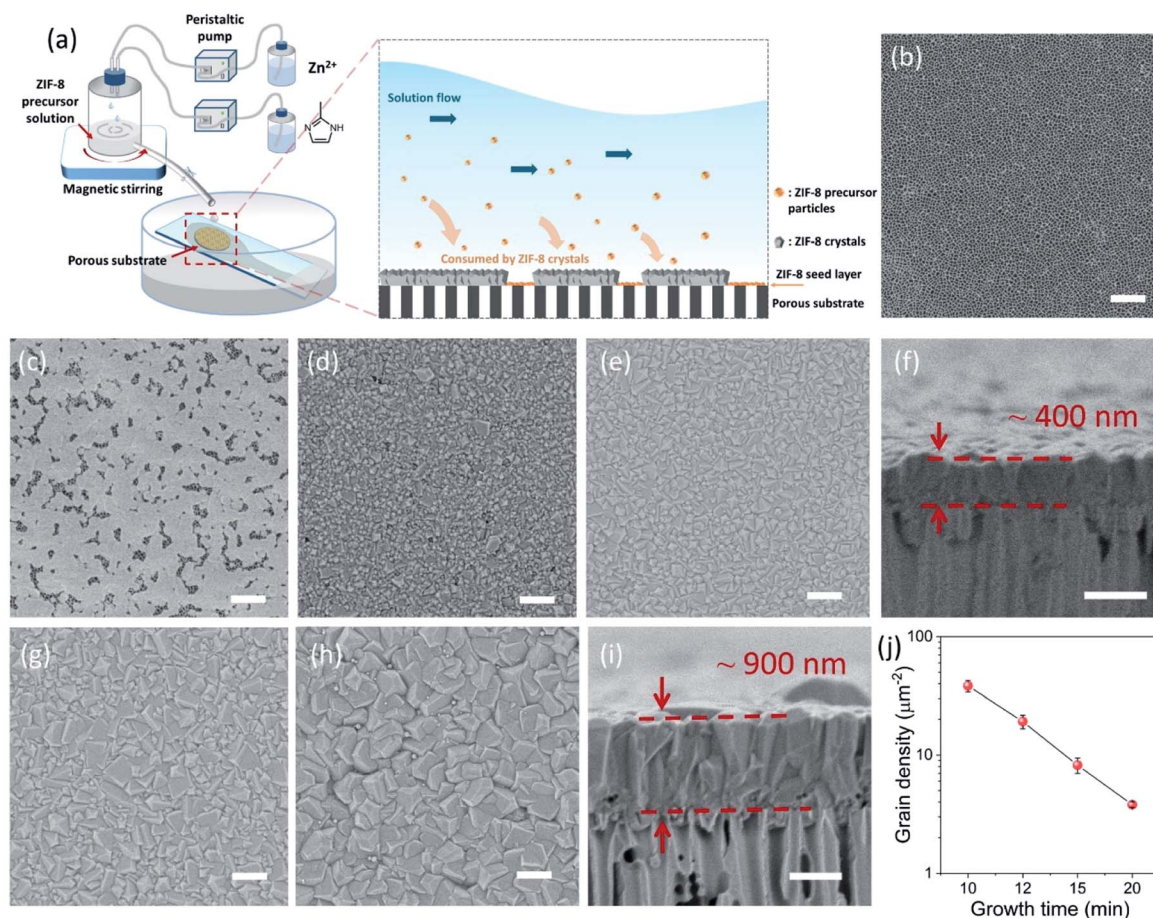 (a)
Peristaltic
pump
Zn²⁺
ZIF-8
precursor
solution
N
NH
Magnetic stirring
Porous substrate
Solution flow
Consumed by ZIF-8 crystals
: ZIF-8 precursor
particles
: ZIF-8 crystals
ZIF-8 seed layer
Porous substrate
(b)
(c)
(d)
(e)
(f)
~ 400 nm
(g)
(h)
(i)
~ 900 nm
(j)
100
10
1
Grain density (μm⁻²)
10 12 15 20
Growth time (min)